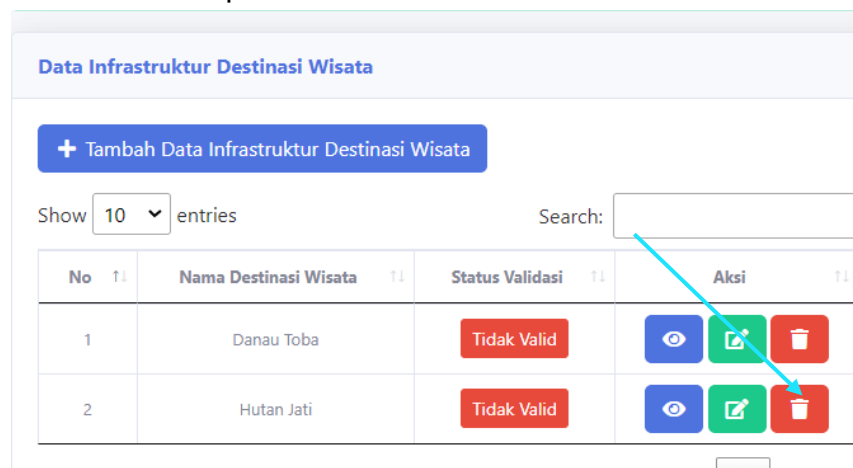 Data Infrastruktur Destinasi Wisata
Tambah Data Infrastruktur Destinasi Wisata
Show 10 entries Search:
No Nama Destinasi Wisata Status Validasi Aksi
1 Danau Toba Tidak Valid
2 Hutan Jati Tidak Valid